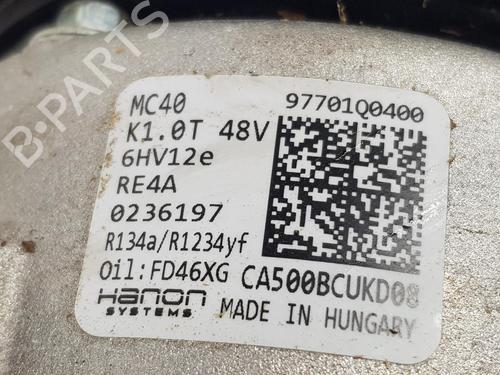 B-PARTS
MC40 97701Q0400
K1.0T 48V
6HV12e
RE4A
0236197
R134a/R1234yf
Oil:FD46XG CA500BCUKD08
Hanon SYSTEMS MADE IN HUNGARY